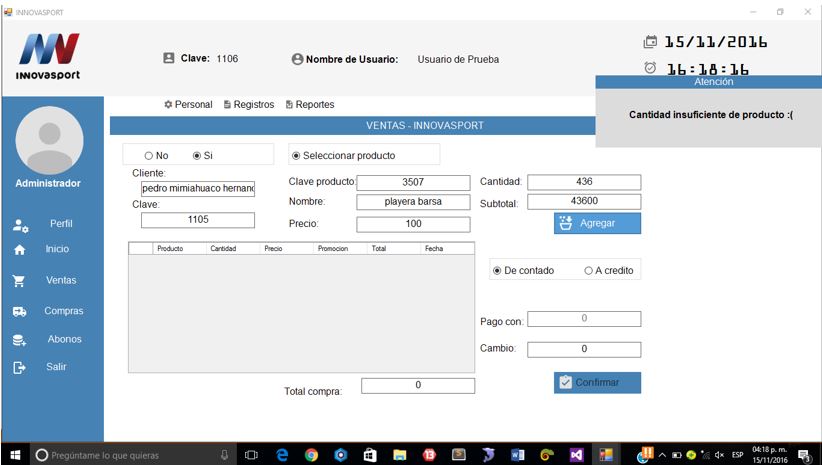 INNOVASPORT
INNOVASPORT
Clave: 1106
Nombre de Usuario: Usuario de Prueba
15/11/2016
16:18:16
Atención
Cantidad insuficiente de producto :(
Personal Registros Reportes
VENTAS - INNOVASPORT
Administrador
Perfil
Inicio
Ventas
Compras
Abonos
Salir
No Si
Seleccionar producto
Cliente:
pedro mimiahuaco hernanc
Clave:
1105
Clave producto: 3507
Nombre: playera barsa
Precio: 100
Cantidad: 436
Subtotal: 43600
Agregar
Producto Cantidad Precio Promocion Total Fecha
De contado A credito
Pago con: 0
Cambio: 0
Total compra: 0
Confirmar
Pregúntame lo que quieras
ESP
04:18 p. m.
15/11/2016